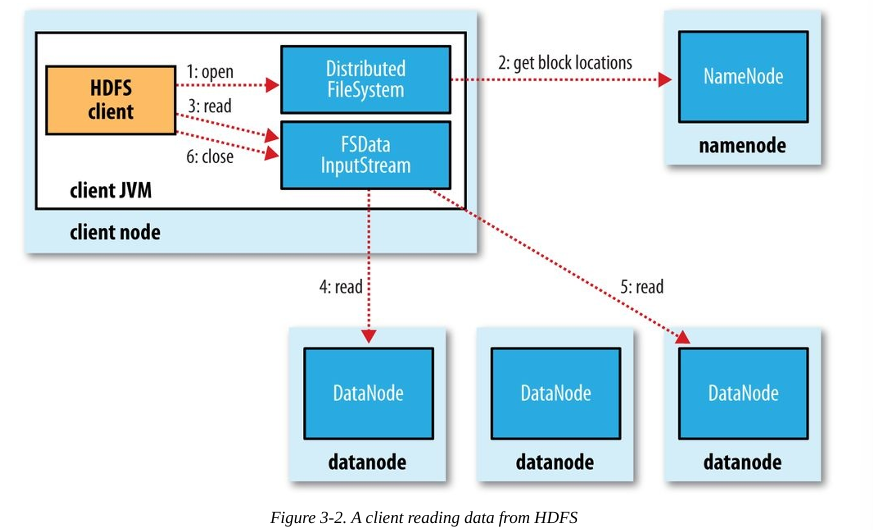 1: open
2: get block locations
Distributed
FileSystem
NameNode
HDFS
client
3: read
6: close
FSData
InputStream
namenode
client JVM
client node
4: read
5: read
DataNode
DataNode
DataNode
datanode
datanode
datanode
Figure 3-2. A client reading data from HDFS